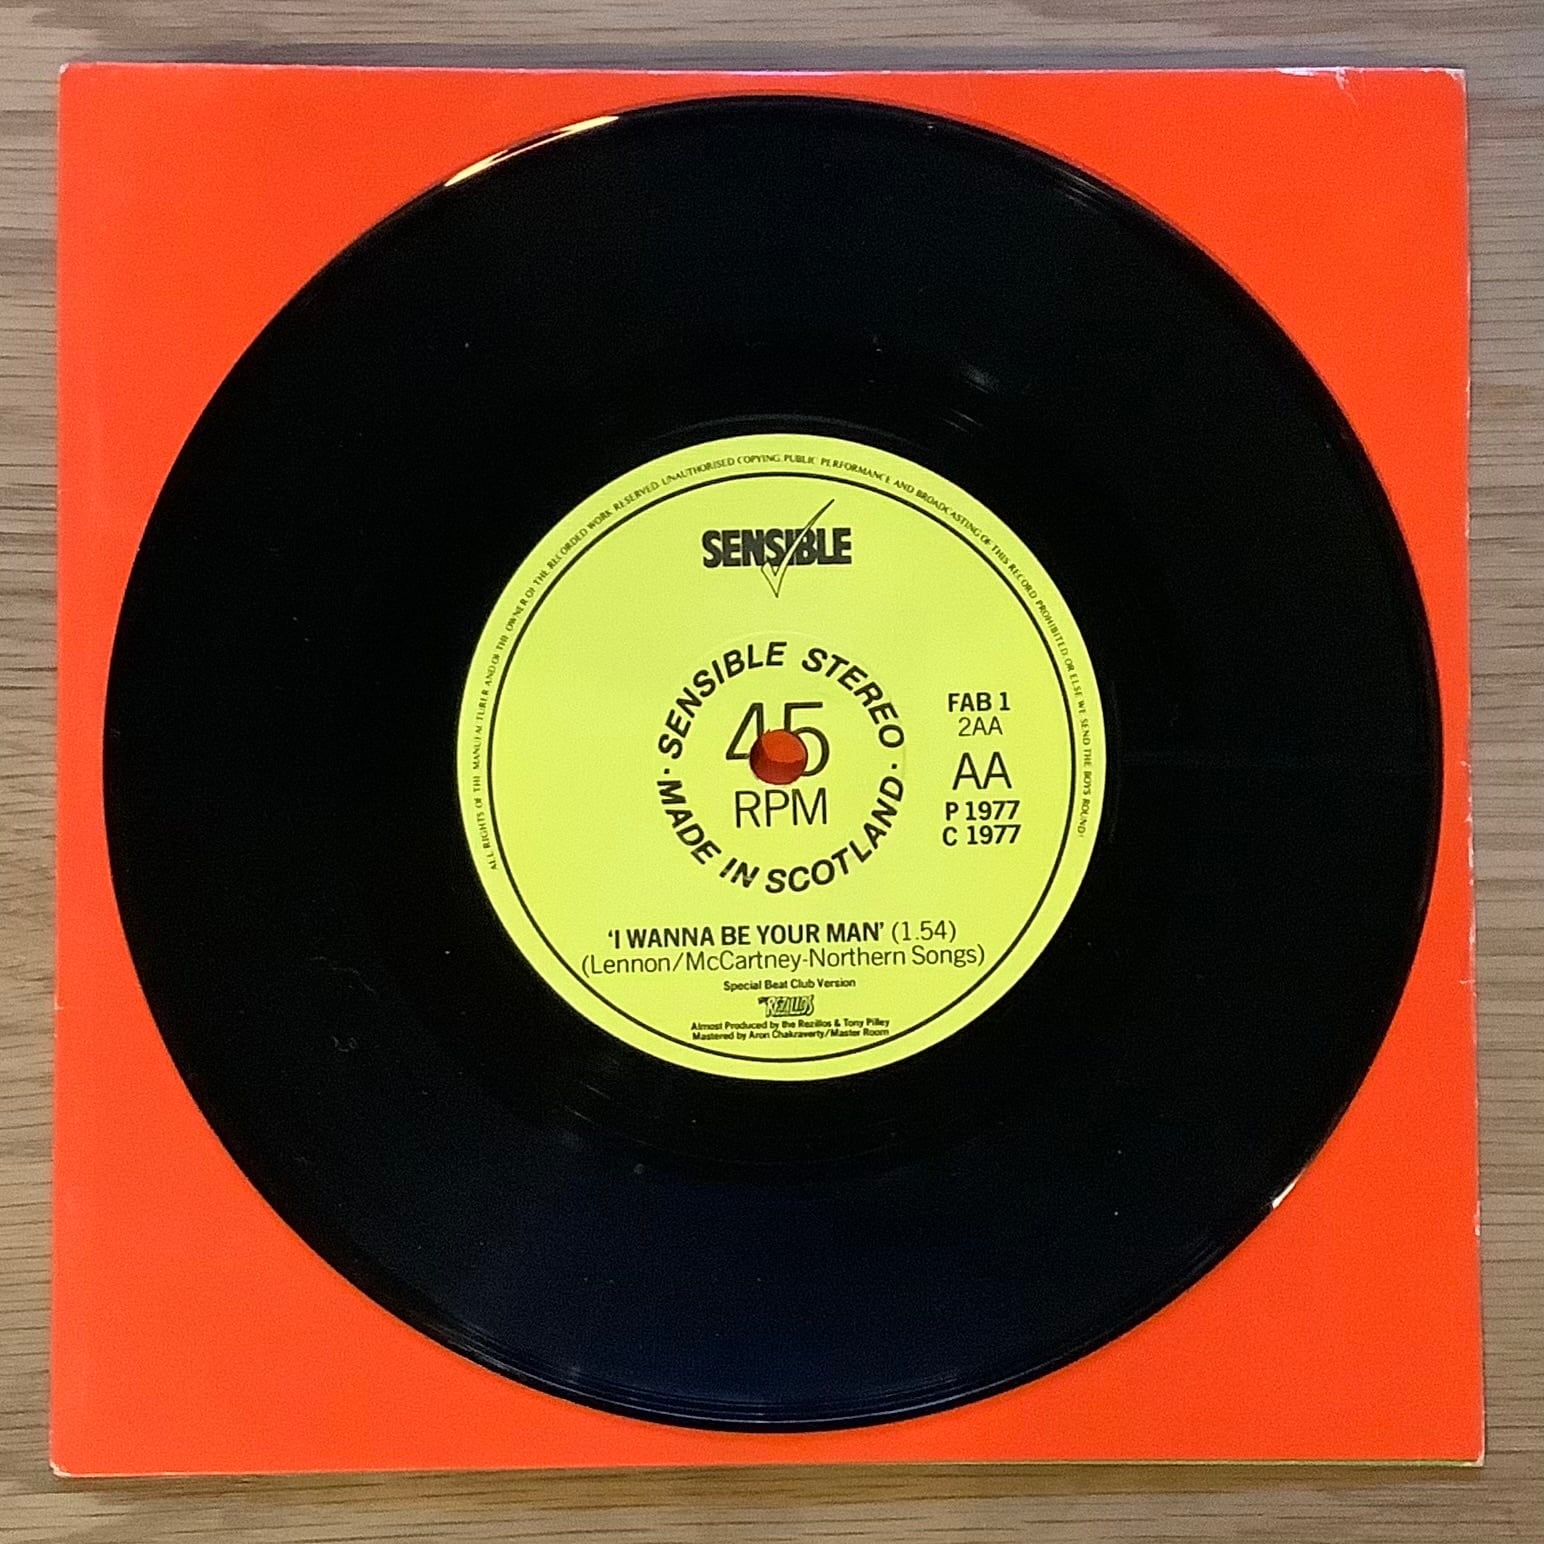 ALL RIGHTS OF THE MANUFACTURER AND OF THE OWNER OF THE RECORDED WORK RESERVED. UNAUTHORISED COPYING PUBLIC PERFORMANCE AND BROADCASTING OF THIS RECORD PROHIBITED OR ELSE WE SEND THE BOYS ROUND!
SENSIBLE
· SENSIBLE STEREO ·
45
RPM
MADE IN SCOTLAND
FAB 1
2AA
AA
P 1977
C 1977
‘I WANNA BE YOUR MAN’ (1.54)
(Lennon/McCartney-Northern Songs)
Special Beat Club Version
THE REZILLOS
Almost Produced by the Rezillos & Tony Pilley
Mastered by Aron Chakraverty/Master Room